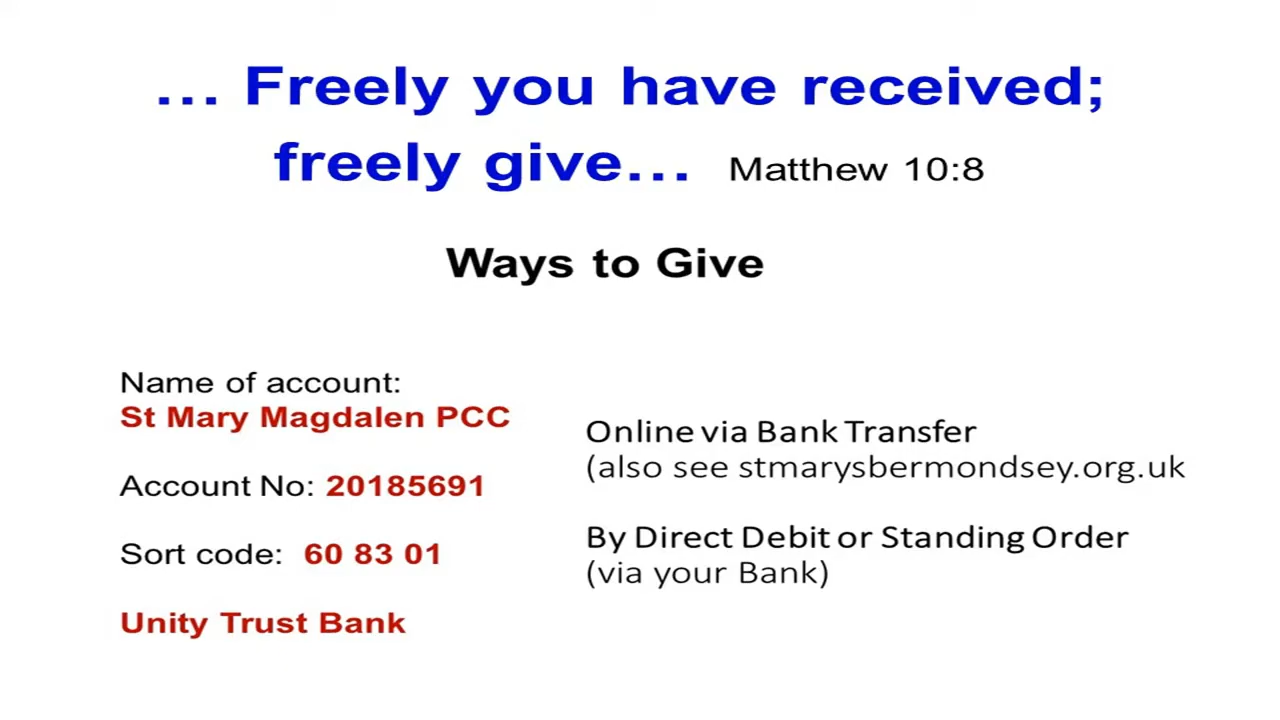 … Freely you have received;
freely give… Matthew 10:8
Ways to Give
Name of account:
St Mary Magdalen PCC
Account No: 20185691
Sort code: 60 83 01
Unity Trust Bank
Online via Bank Transfer
(also see stmarysbermondsey.org.uk
By Direct Debit or Standing Order
(via your Bank)